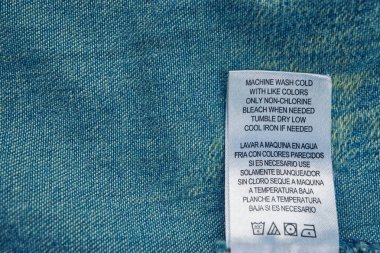 MACHINE WASH COLD
WITH LIKE COLORS
ONLY NON-CHLORINE
BLEACH WHEN NEEDED
TUMBLE DRY LOW
COOL IRON IF NEEDED
LAVAR A MAQUINA EN AGUA
FRIA CON COLORES PARECIDOS
SI ES NECESARIO USE
SOLAMENTE BLANQUEADOR
SIN CLORO SEQUE A MAQUINA
A TEMPERATURA BAJA
PLANCHE A TEMPERATURA
BAJA SI ES NECESARIO